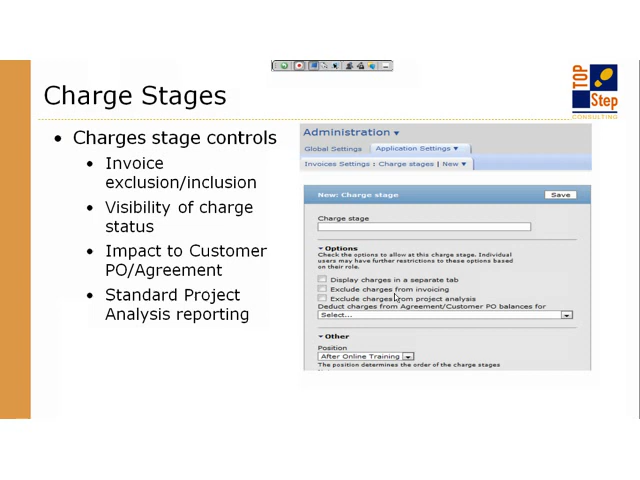 Charge Stages
TOP
Step
CONSULTING
• Charges stage controls
• Invoice
exclusion/inclusion
• Visibility of charge
status
• Impact to Customer
PO/Agreement
• Standard Project
Analysis reporting
Administration
Global Settings Application Settings
Invoices Settings : Charge stages | New
New: Charge stage Save
Charge stage
Options
Check the options to allow at this charge stage. Individual
users may have further restrictions to these options based
on their role.
Display charges in a separate tab
Exclude charges from invoicing
Exclude charges from project analysis
Deduct charges from Agreement/Customer PO balances for
Select...
Other
Position
After Online Training
The position determines the order of the charge stages